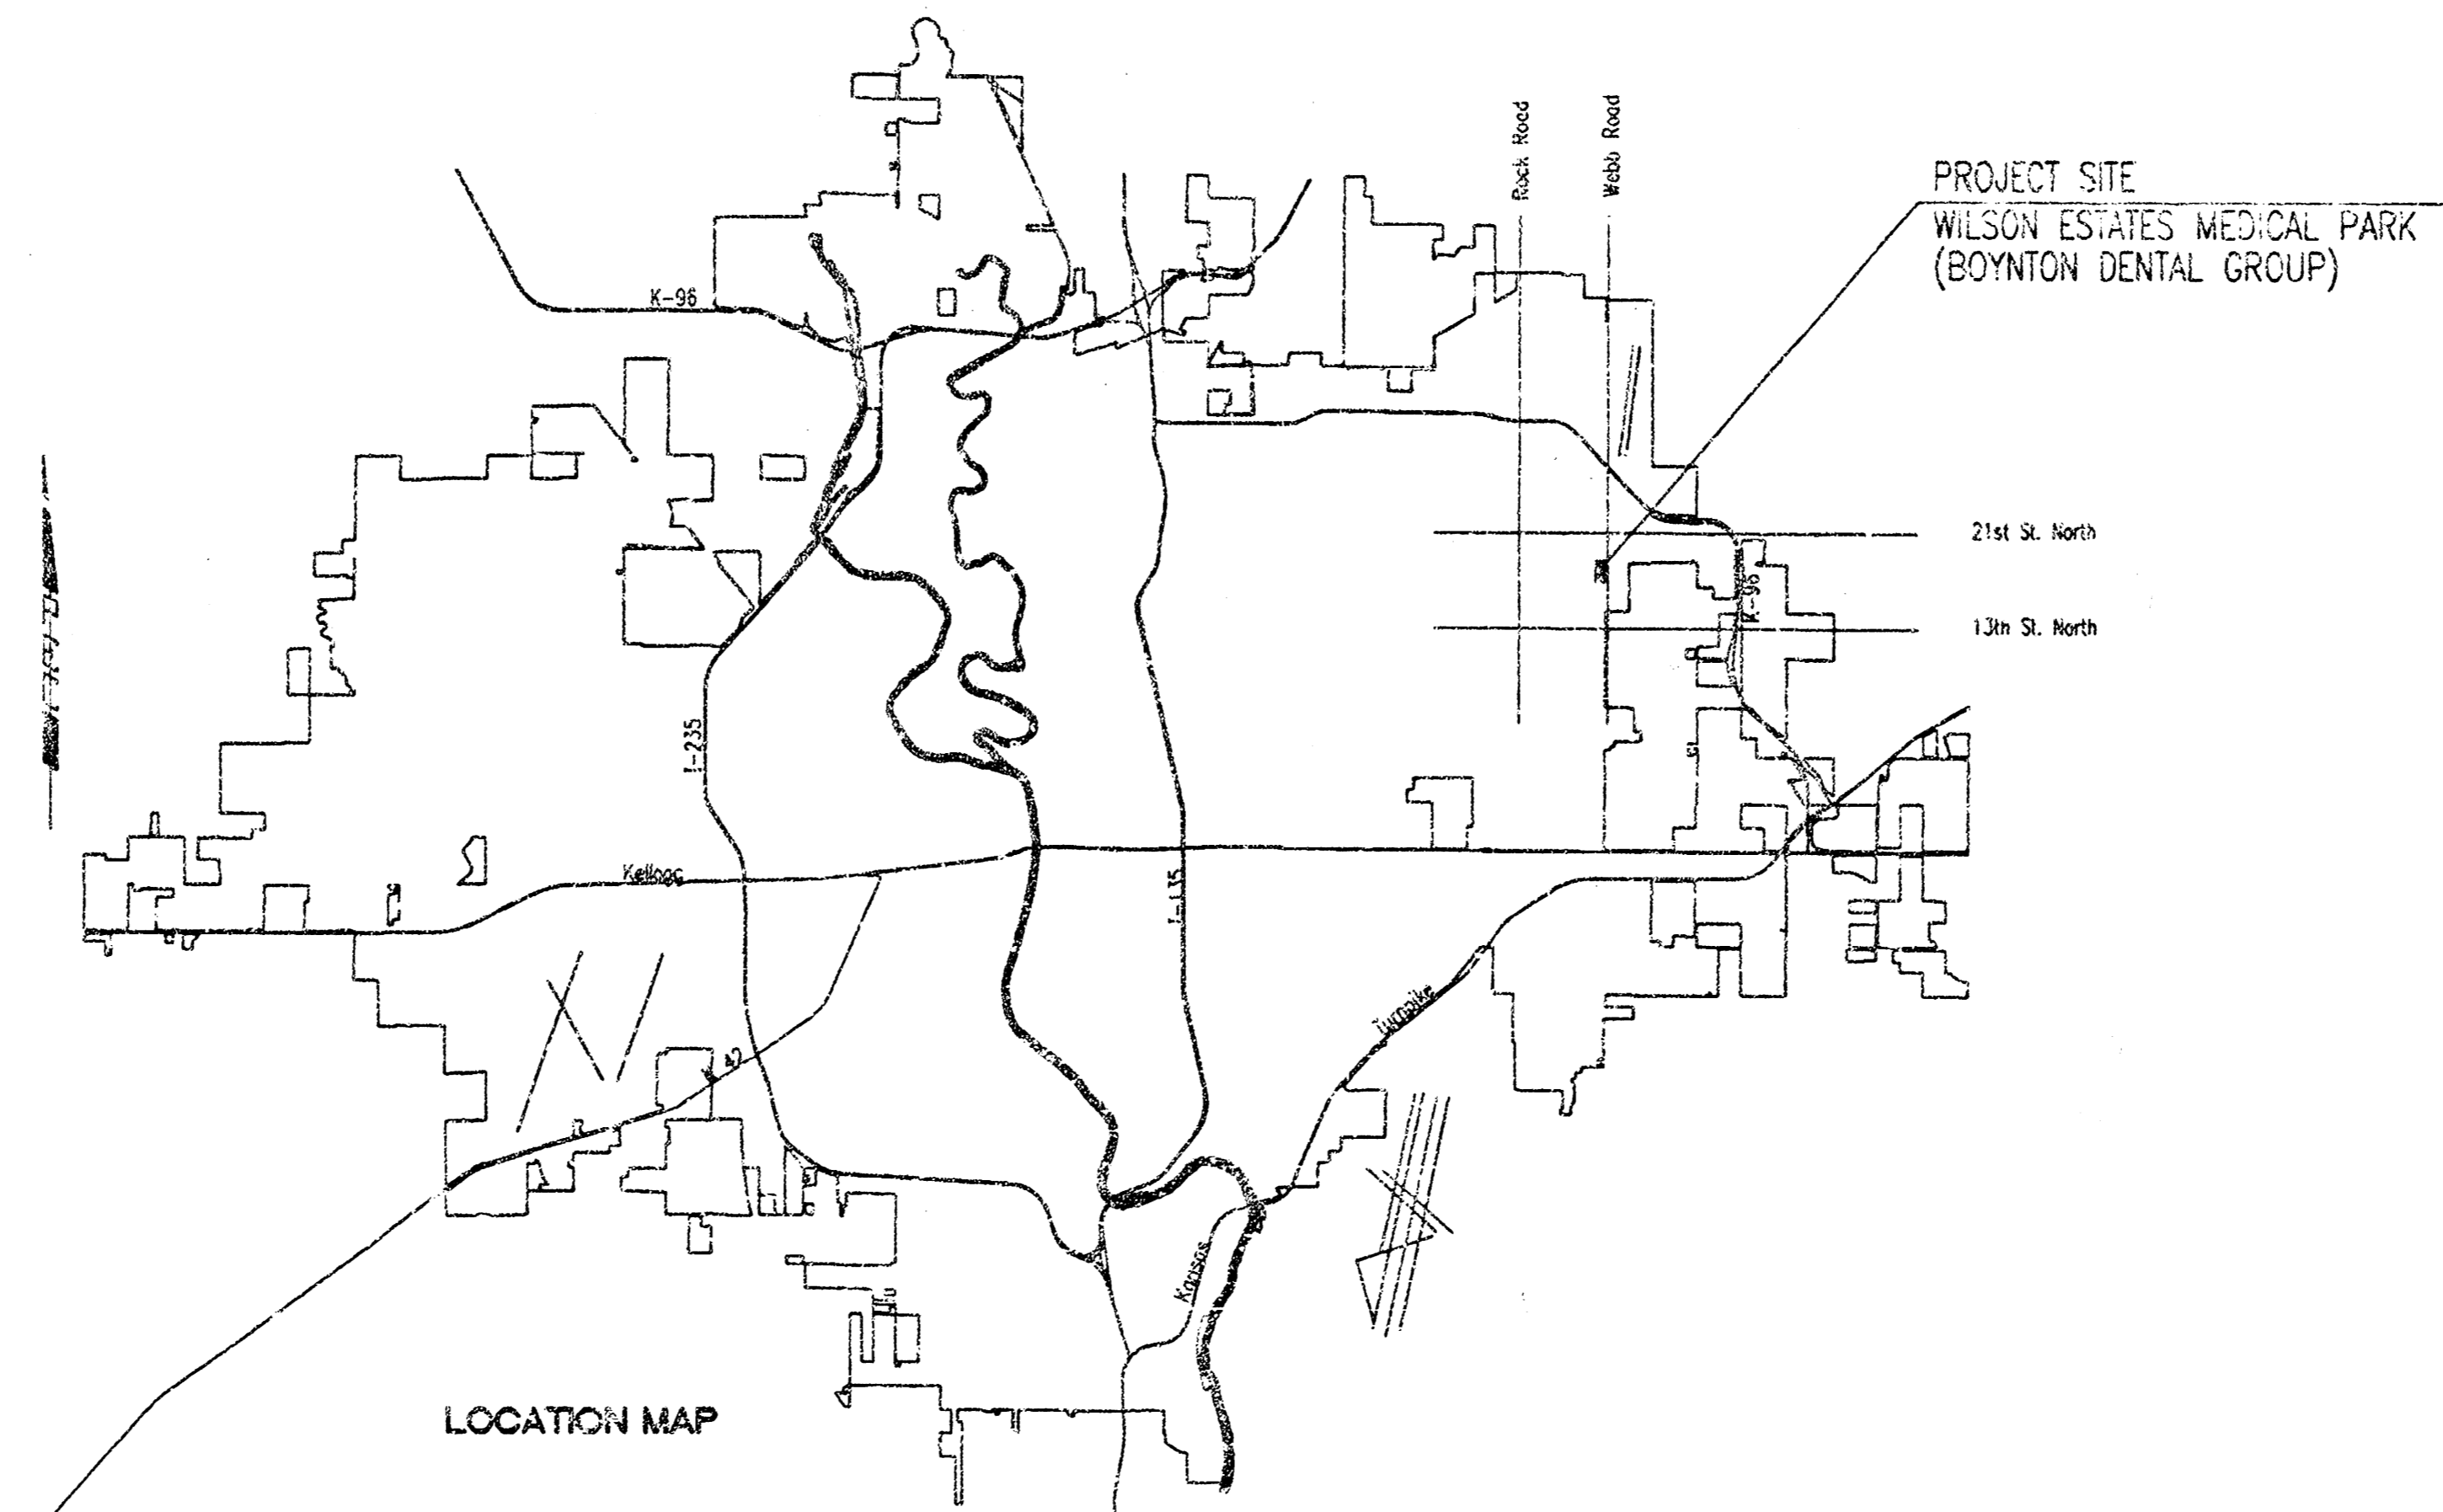 Rock Road
Webb Road
PROJECT SITE
WILSON ESTATES MEDICAL PARK
(BOYNTON DENTAL GROUP)
K-96
21st St. North
K-96
13th St. North
I-235
Kellogg
I-135
Turnpike
42
Kansas
LOCATION MAP